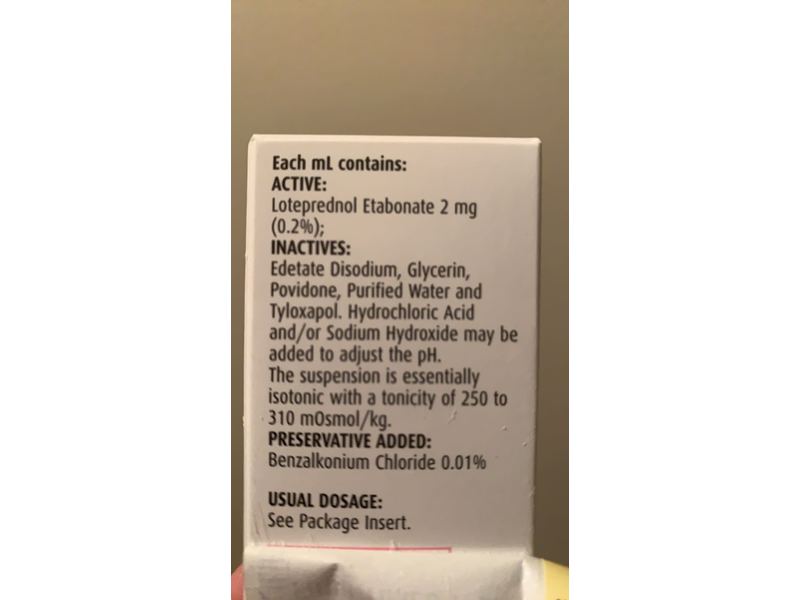 Each mL contains:
ACTIVE:
Loteprednol Etabonate 2 mg
(0.2%);
INACTIVES:
Edetate Disodium, Glycerin,
Povidone, Purified Water and
Tyloxapol. Hydrochloric Acid
and/or Sodium Hydroxide may be
added to adjust the pH.
The suspension is essentially
isotonic with a tonicity of 250 to
310 mOsmol/kg.
PRESERVATIVE ADDED:
Benzalkonium Chloride 0.01%
USUAL DOSAGE:
See Package Insert.